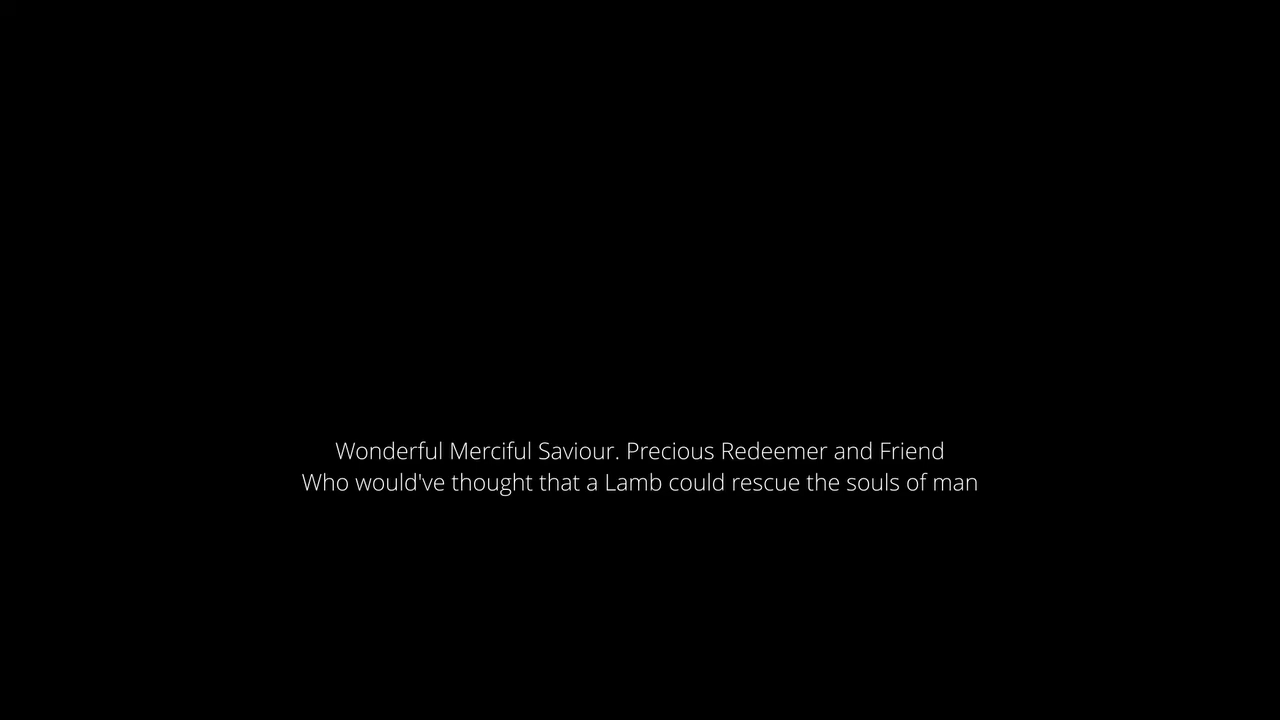 Wonderful Merciful Saviour. Precious Redeemer and Friend
Who would've thought that a Lamb could rescue the souls of man